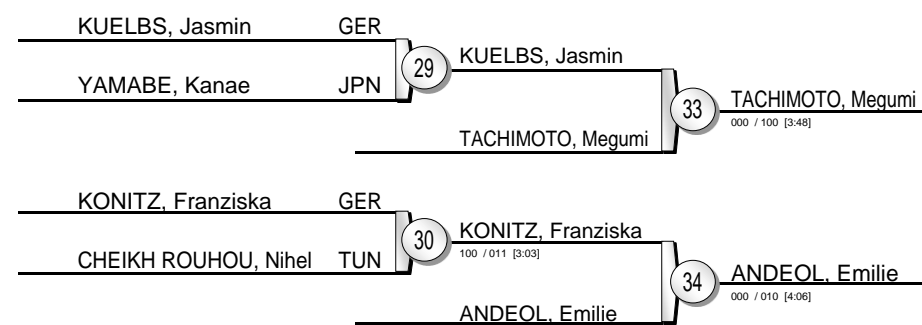 KUELBS, Jasmin GER
29
KUELBS, Jasmin
YAMABE, Kanae JPN
33
TACHIMOTO, Megumi
000 / 100 [3:48]
TACHIMOTO, Megumi
KONITZ, Franziska GER
30
KONITZ, Franziska
100 / 011 [3:03]
CHEIKH ROUHOU, Nihel TUN
34
ANDEOL, Emilie
000 / 010 [4:06]
ANDEOL, Emilie